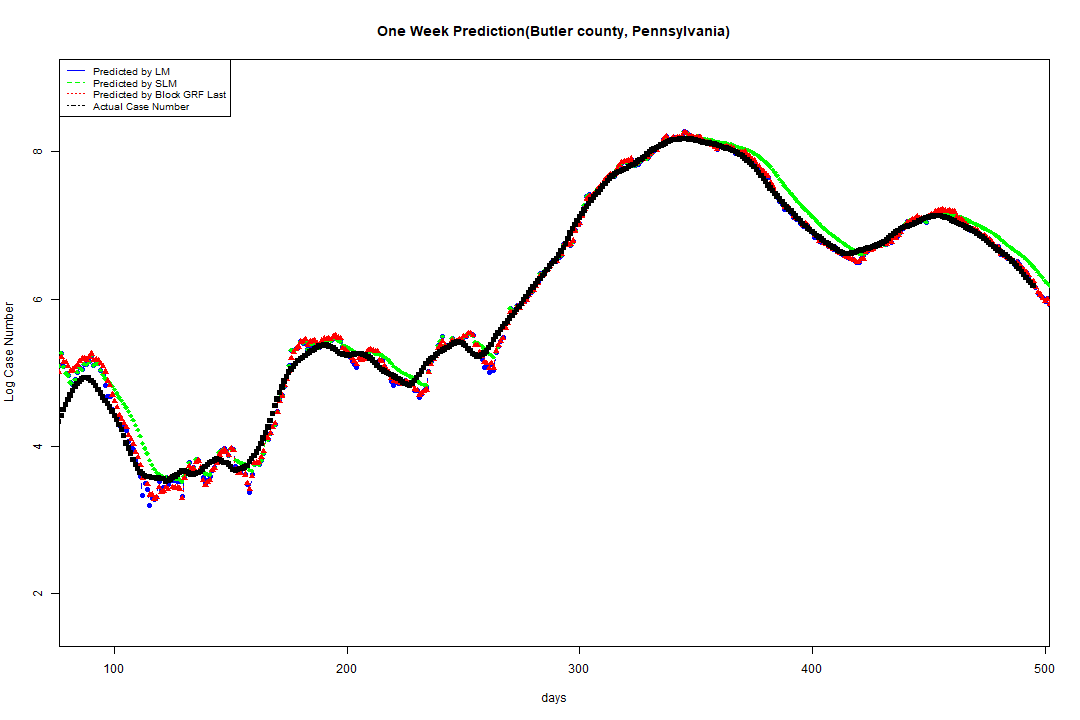 One Week Prediction(Butler county, Pennsylvania)
Predicted by LM
Predicted by SLM
Predicted by Block GRF Last
Actual Case Number
8
6
4
2
Log Case Number
100 200 300 400 500
days